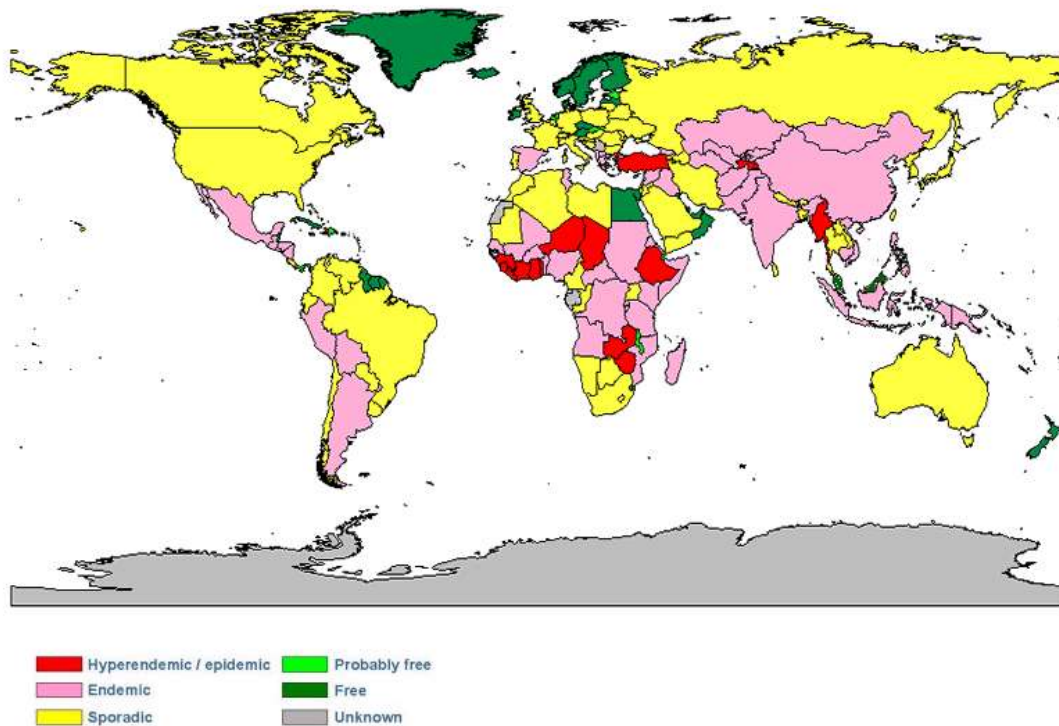 Hyperendemic / epidemic
Endemic
Sporadic
Probably free
Free
Unknown